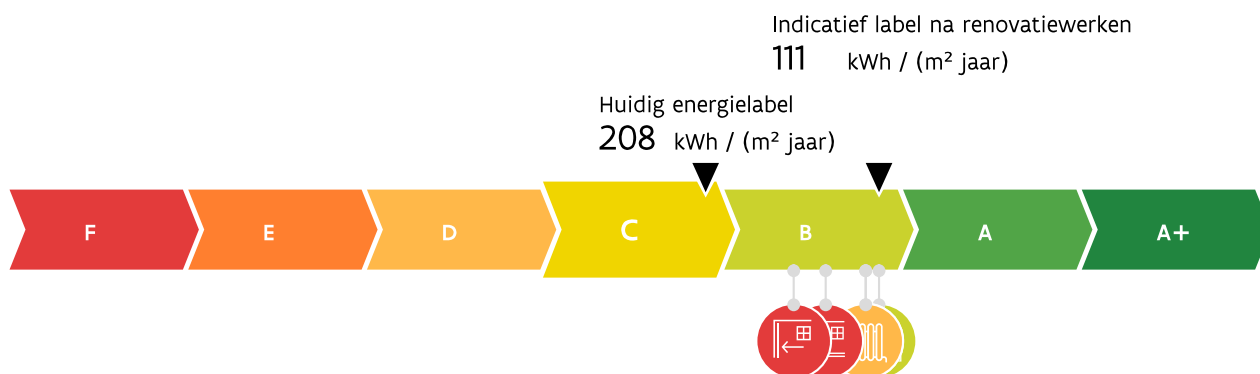 Indicatief label na renovatiewerken
111 kWh / (m² jaar)
Huidig energielabel
208 kWh / (m² jaar)
F E D C B A A+